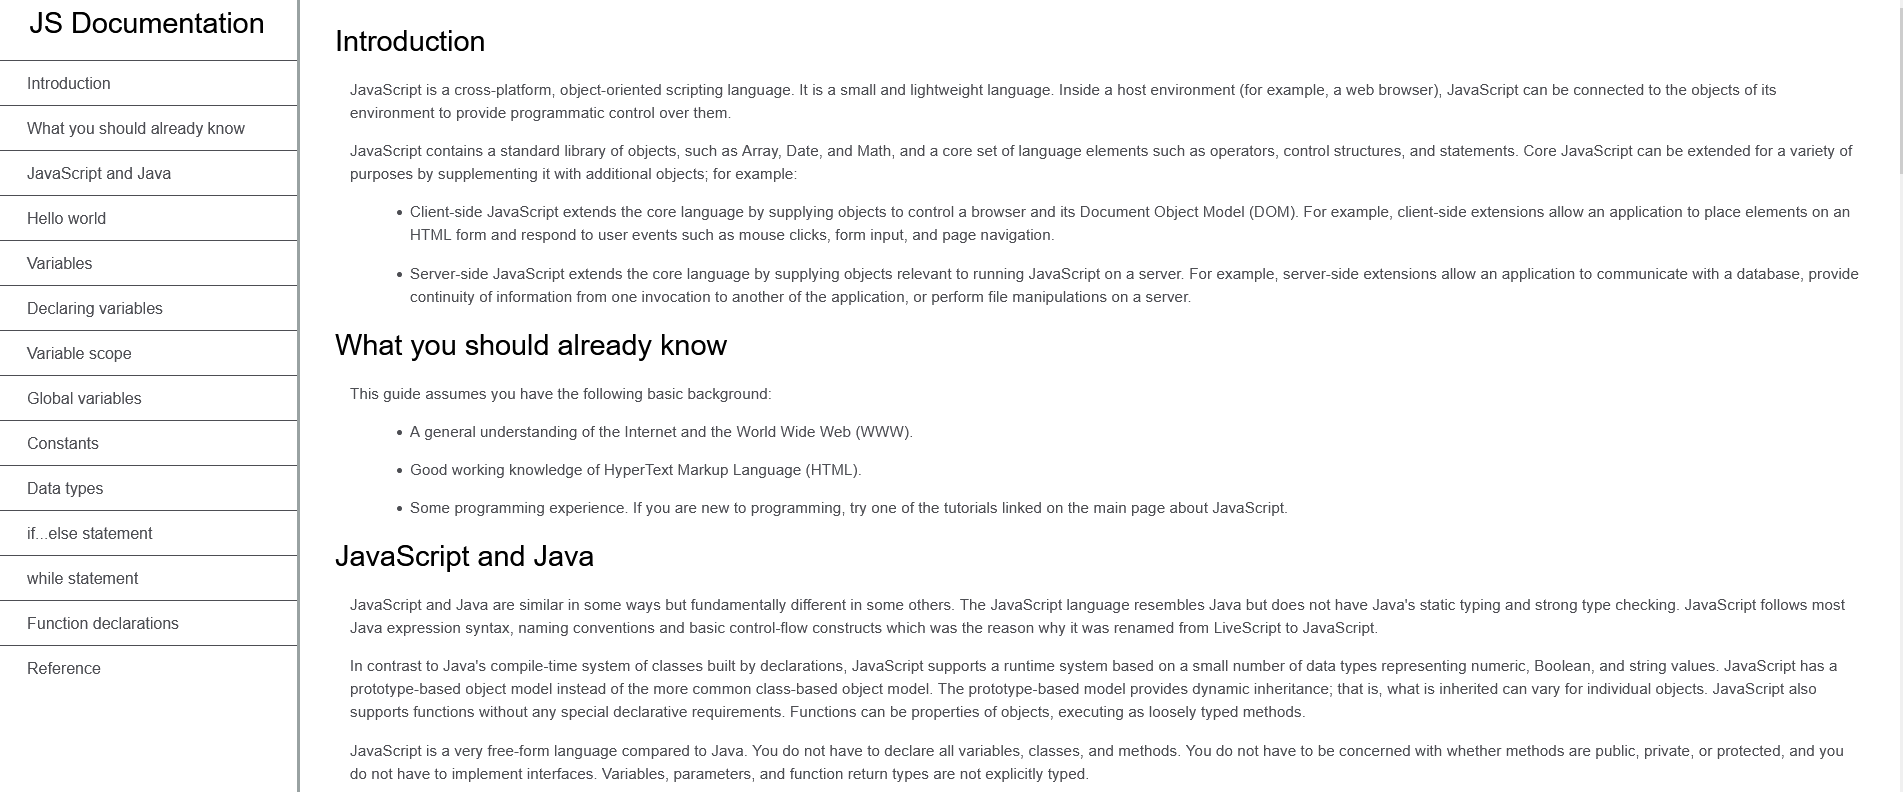 JS Documentation
Introduction
What you should already know
JavaScript and Java
Hello world
Variables
Declaring variables
Variable scope
Global variables
Constants
Data types
if...else statement
while statement
Function declarations
Reference
Introduction
JavaScript is a cross-platform, object-oriented scripting language. It is a small and lightweight language. Inside a host environment (for example, a web browser), JavaScript can be connected to the objects of its
environment to provide programmatic control over them.
JavaScript contains a standard library of objects, such as Array, Date, and Math, and a core set of language elements such as operators, control structures, and statements. Core JavaScript can be extended for a variety of
purposes by supplementing it with additional objects; for example:
• Client-side JavaScript extends the core language by supplying objects to control a browser and its Document Object Model (DOM). For example, client-side extensions allow an application to place elements on an
HTML form and respond to user events such as mouse clicks, form input, and page navigation.
• Server-side JavaScript extends the core language by supplying objects relevant to running JavaScript on a server. For example, server-side extensions allow an application to communicate with a database, provide
continuity of information from one invocation to another of the application, or perform file manipulations on a server.
What you should already know
This guide assumes you have the following basic background:
• A general understanding of the Internet and the World Wide Web (WWW).
• Good working knowledge of HyperText Markup Language (HTML).
• Some programming experience. If you are new to programming, try one of the tutorials linked on the main page about JavaScript.
JavaScript and Java
JavaScript and Java are similar in some ways but fundamentally different in some others. The JavaScript language resembles Java but does not have Java's static typing and strong type checking. JavaScript follows most
Java expression syntax, naming conventions and basic control-flow constructs which was the reason why it was renamed from LiveScript to JavaScript.
In contrast to Java's compile-time system of classes built by declarations, JavaScript supports a runtime system based on a small number of data types representing numeric, Boolean, and string values. JavaScript has a
prototype-based object model instead of the more common class-based object model. The prototype-based model provides dynamic inheritance; that is, what is inherited can vary for individual objects. JavaScript also
supports functions without any special declarative requirements. Functions can be properties of objects, executing as loosely typed methods.
JavaScript is a very free-form language compared to Java. You do not have to declare all variables, classes, and methods. You do not have to be concerned with whether methods are public, private, or protected, and you
do not have to implement interfaces. Variables, parameters, and function return types are not explicitly typed.